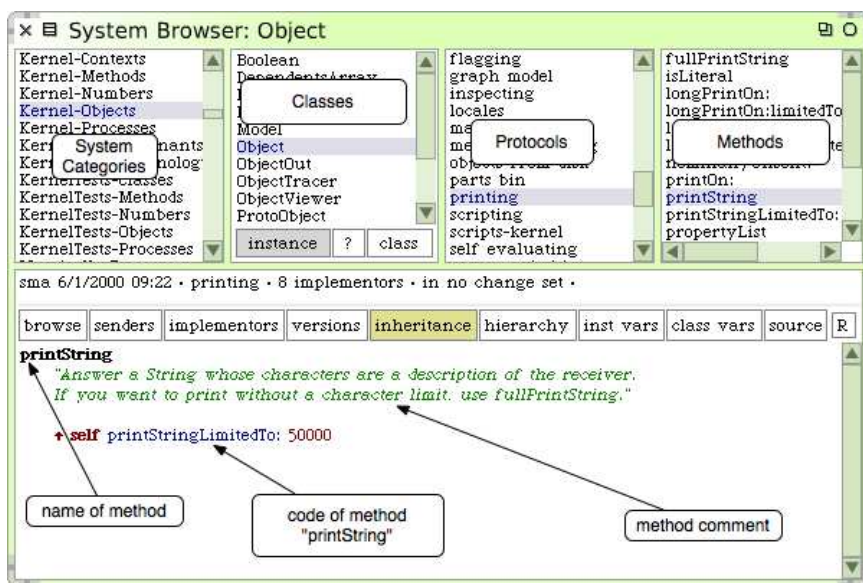 System Browser: Object
Kernel-Contexts
Kernel-Methods
Kernel-Numbers
Kernel-Objects
Kernel-Processes
KernelTests-Classes
KernelTests-Methods
KernelTests-Numbers
KernelTests-Objects
KernelTests-Processes
System
Categories
Boolean
DependentsArray
Model
Object
ObjectOut
ObjectTracer
ObjectViewer
ProtoObject
Classes
instance ? class
flagging
graph model
inspecting
locales
objects from disk
parts bin
printing
scripting
scripts-kernel
self evaluating
Protocols
fullPrintString
isLiteral
longPrintOn:
longPrintOn:limitedTo
printOn:
printString
printStringLimitedTo:
propertyList
Methods
sma 6/1/2000 09:22 · printing · 8 implementors · in no change set ·
browse senders implementors versions inheritance hierarchy inst vars class vars source R
printString
"Answer a String whose characters are a description of the receiver.
If you want to print without a character limit, use fullPrintString."
↑ self printStringLimitedTo: 50000
name of method
code of method
"printString"
method comment